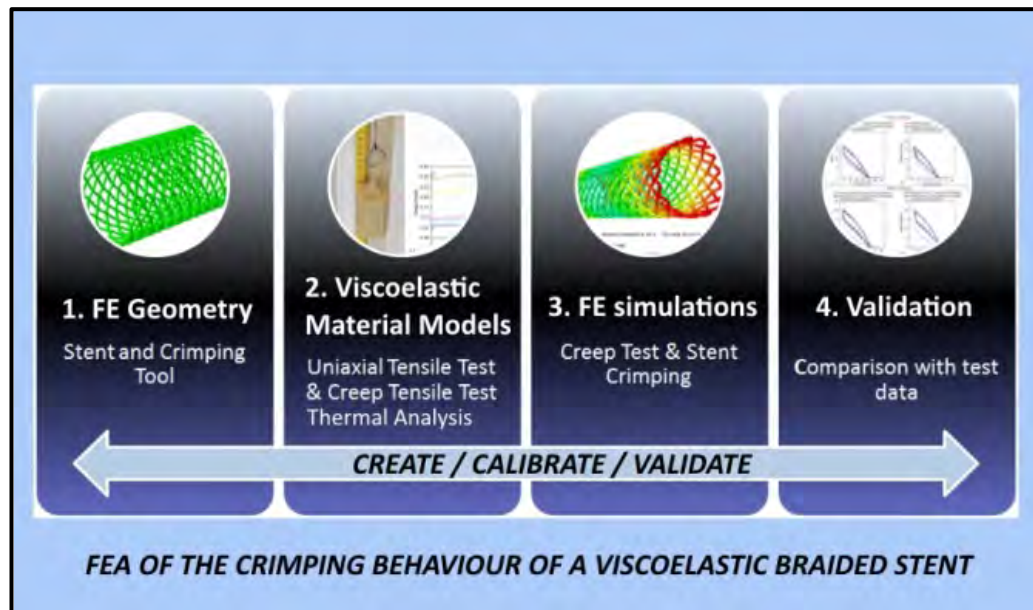 1. FE Geometry
Stent and Crimping
Tool
2. Viscoelastic
Material Models
Uniaxial Tensile Test
& Creep Tensile Test
Thermal Analysis
3. FE simulations
Creep Test & Stent
Crimping
4. Validation
Comparison with test
data
CREATE / CALIBRATE / VALIDATE
FEA OF THE CRIMPING BEHAVIOUR OF A VISCOELASTIC BRAIDED STENT